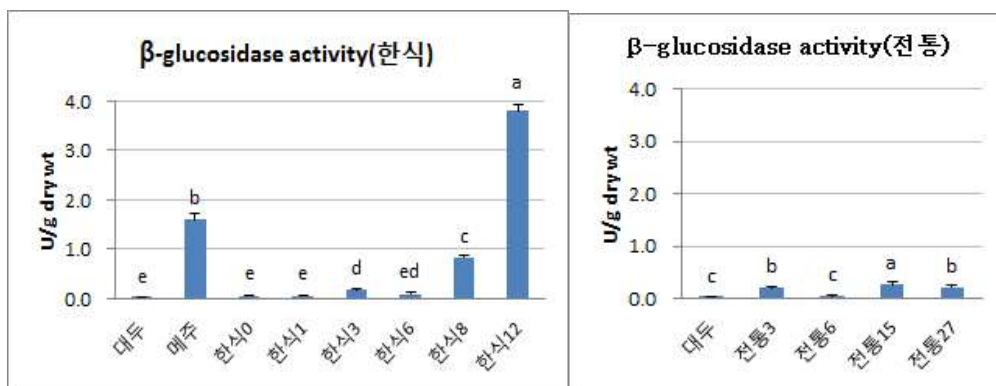 β-glucosidase activity(한식)
U/g dry wt
4.0
3.0
2.0
1.0
0.0
e
b
e
e
d
ed
c
a
대두
메주
한식0
한식1
한식3
한식6
한식8
한식12
β-glucosidase activity(전통)
U/g dry wt
4.0
3.0
2.0
1.0
0.0
c
b
c
a
b
대두
전통3
전통6
전통15
전통27